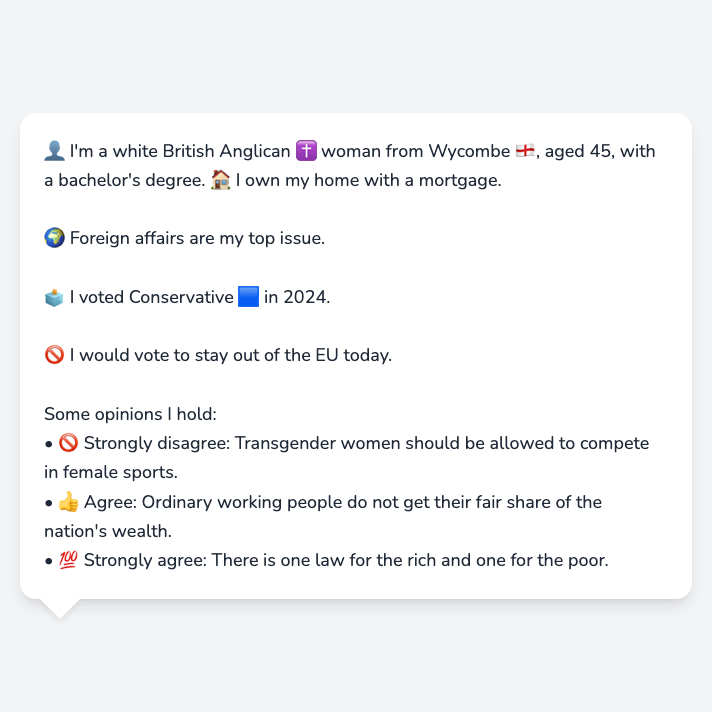 👤 I'm a white British Anglican ✝️ woman from Wycombe 🏴󠁧󠁢󠁥󠁮󠁧󠁿, aged 45, with
a bachelor's degree. 🏠 I own my home with a mortgage.
🌍 Foreign affairs are my top issue.
🗳️ I voted Conservative 🟦 in 2024.
🚫 I would vote to stay out of the EU today.
Some opinions I hold:
• 🚫 Strongly disagree: Transgender women should be allowed to compete
in female sports.
• 👍 Agree: Ordinary working people do not get their fair share of the
nation's wealth.
• 💯 Strongly agree: There is one law for the rich and one for the poor.